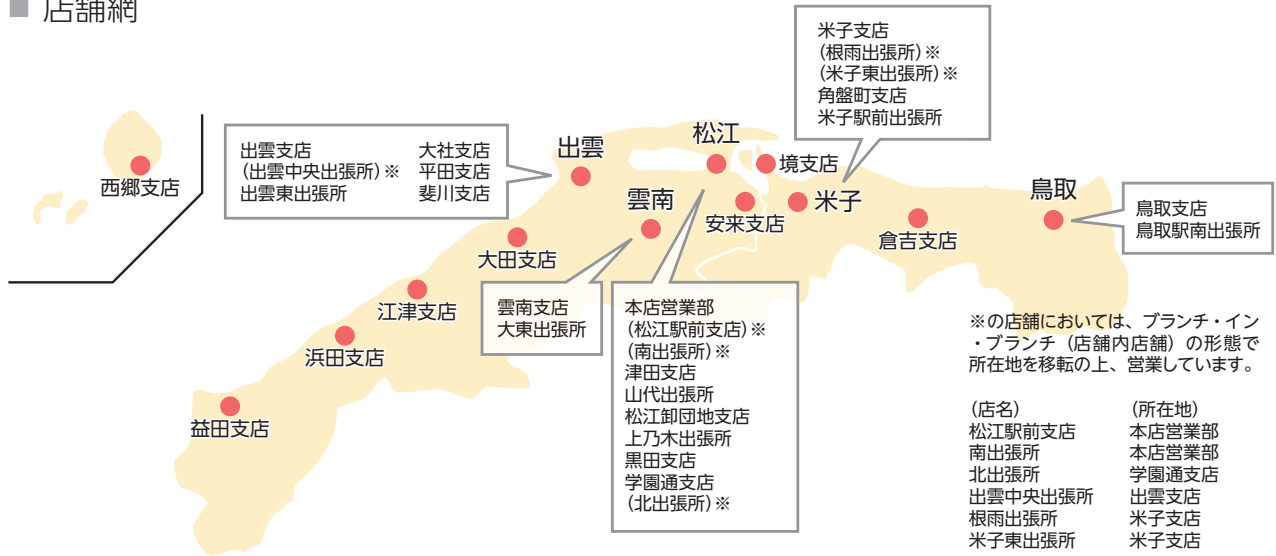 ■ 店舗網
米子支店
(根雨出張所)※
(米子東出張所)※
角盤町支店
米子駅前出張所
西郷支店
出雲支店 大社支店
(出雲中央出張所)※ 平田支店
出雲東出張所 斐川支店
出雲
松江
境支店
雲南
安来支店
米子
倉吉支店
鳥取
鳥取支店
鳥取駅南出張所
大田支店
江津支店
浜田支店
益田支店
雲南支店
大東出張所
本店営業部
(松江駅前支店)※
(南出張所)※
津田支店
山代出張所
松江卸団地支店
上乃木出張所
黒田支店
学園通支店
(北出張所)※
※の店舗においては、ブランチ・イン
・ブランチ(店舗内店舗)の形態で
所在地を移転の上、営業しています。
(店名) (所在地)
松江駅前支店 本店営業部
南出張所 本店営業部
北出張所 学園通支店
出雲中央出張所 出雲支店
根雨出張所 米子支店
米子東出張所 米子支店